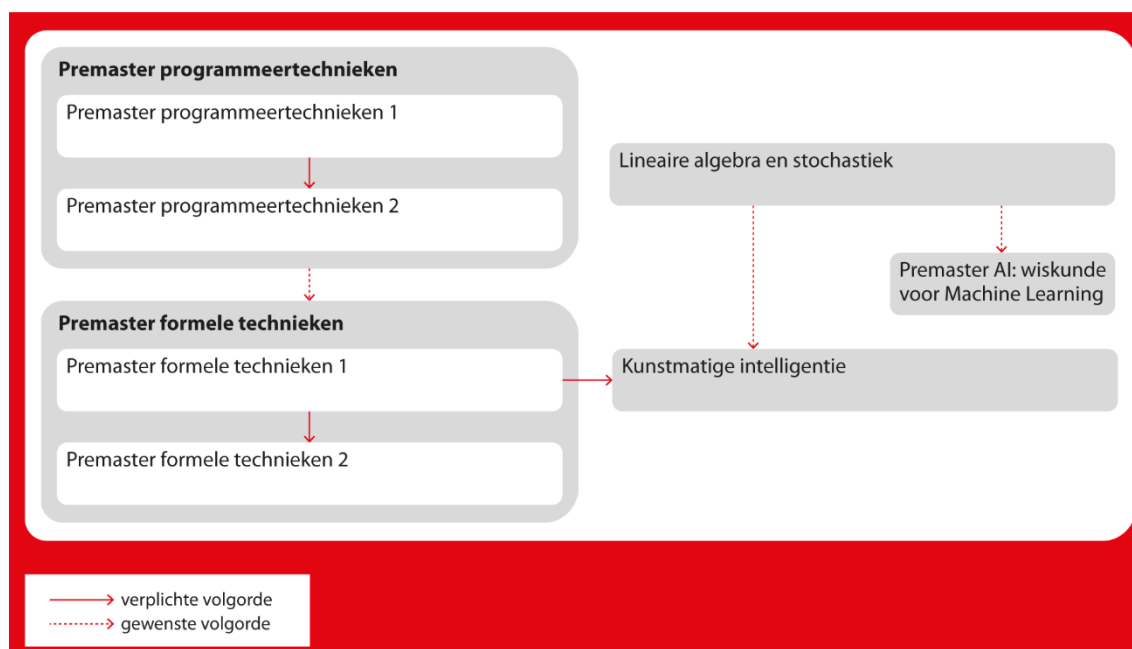 Premaster programmeertechnieken
Premaster programmeertechnieken 1
Premaster programmeertechnieken 2
Premaster formele technieken
Premaster formele technieken 1
Premaster formele technieken 2
Lineaire algebra en stochastiek
Premaster AI: wiskunde
voor Machine Learning
Kunstmatige intelligentie
verplichte volgorde
gewenste volgorde